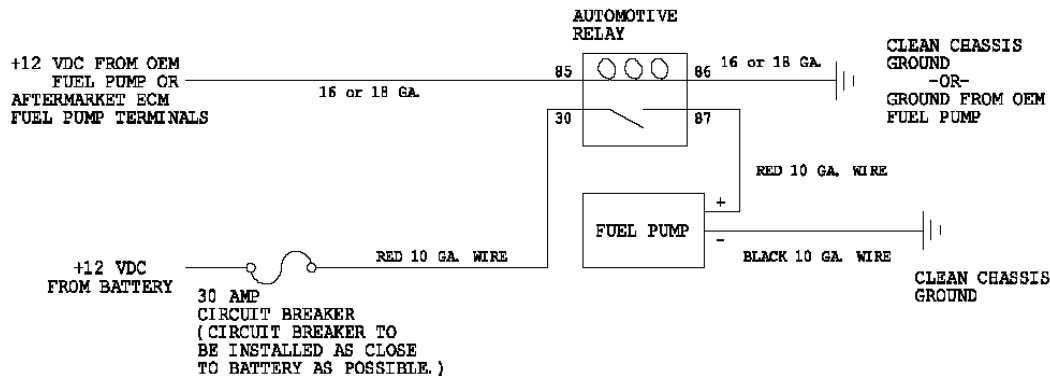 AUTOMOTIVE
RELAY
+12 VDC FROM OEM
FUEL PUMP OR
AFTERMARKET ECM
FUEL PUMP TERMINALS
16 or 18 GA.
85
86
30
87
16 or 18 GA.
CLEAN CHASSIS
GROUND
-OR-
GROUND FROM OEM
FUEL PUMP
RED 10 GA. WIRE
FUEL PUMP
+
-
BLACK 10 GA. WIRE
CLEAN CHASSIS
GROUND
+12 VDC
FROM BATTERY
RED 10 GA. WIRE
30 AMP
CIRCUIT BREAKER
(CIRCUIT BREAKER TO
BE INSTALLED AS CLOSE
TO BATTERY AS POSSIBLE.)